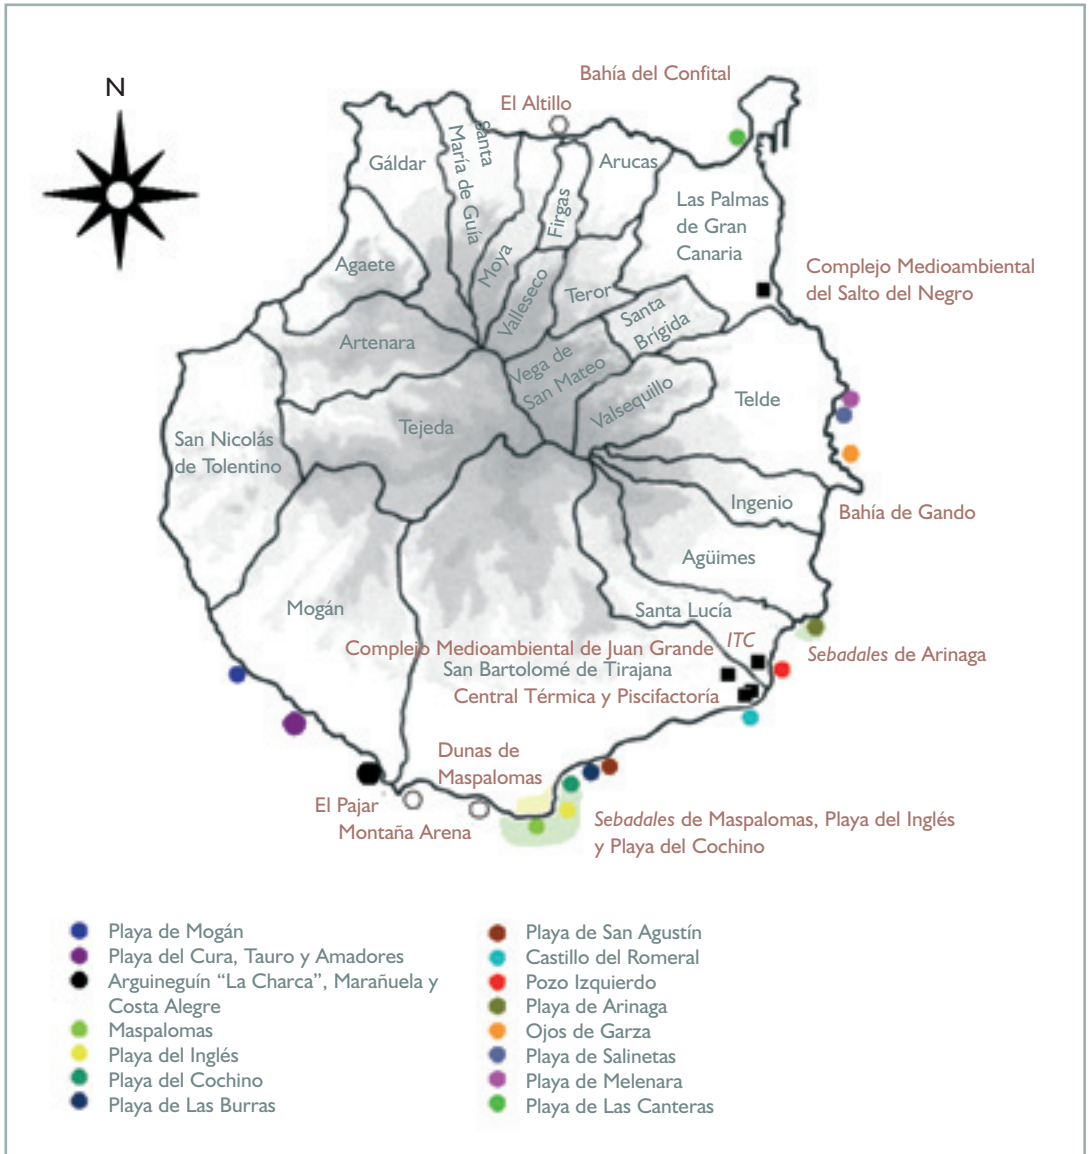 Bahía del Confital
N
El Altillo
Gáldar
Santa
María de Guía
Arucas
Firgas
Las Palmas
de Gran
Canaria
Moya
Agaete
Complejo Medioambiental
del Salto del Negro
Valleseco
Teror
Santa
Brígida
Artenara
Vega de
San Mateo
Valsequillo
Telde
Tejeda
San Nicolás
de Tolentino
Ingenio
Bahía de Gando
Agüimes
Mogán
Santa Lucía
Complejo Medioambiental de Juan Grande
ITC
Sebadales de Arinaga
San Bartolomé de Tirajana
Central Térmica y Piscifactoría
Dunas de
Maspalomas
El Pajar
Montaña Arena
Sebadales de Maspalomas, Playa del Inglés
y Playa del Cochino
Playa de Mogán
Playa del Cura, Tauro y Amadores
Arguineguín “La Charca”, Marañuela y
Costa Alegre
Maspalomas
Playa del Inglés
Playa del Cochino
Playa de Las Burras
Playa de San Agustín
Castillo del Romeral
Pozo Izquierdo
Playa de Arinaga
Ojos de Garza
Playa de Salinetas
Playa de Melenara
Playa de Las Canteras